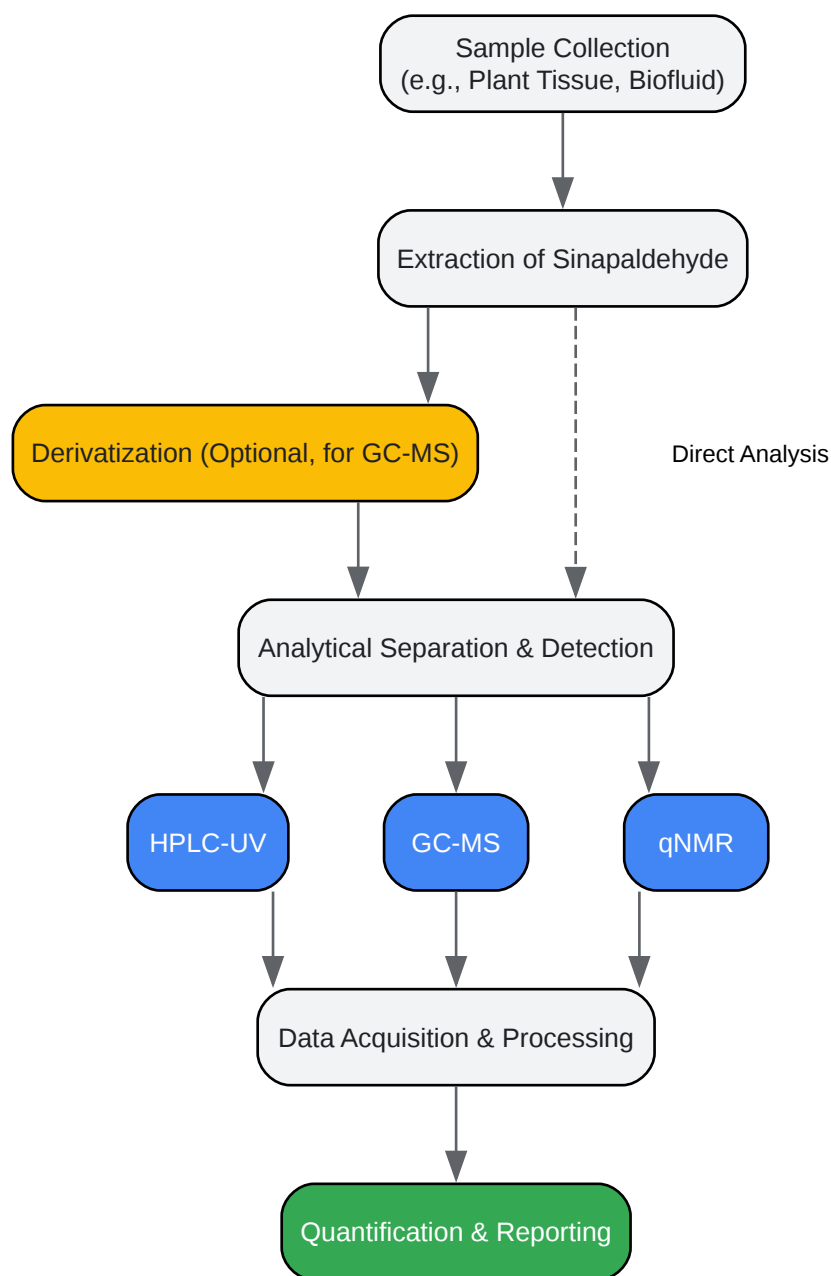 Sample Collection
(e.g., Plant Tissue, Biofluid)
Extraction of Sinapaldehyde
Derivatization (Optional, for GC-MS)
Direct Analysis
Analytical Separation & Detection
HPLC-UV
GC-MS
qNMR
Data Acquisition & Processing
Quantification & Reporting